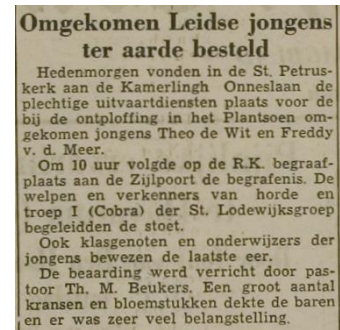 Omgekomen Leidse jongens
ter aarde besteld
Hedenmorgen vonden in de St. Petrus-
kerk aan de Kamerlingh Onneslaan de
plechtige uitvaartdiensten plaats voor de
bij de ontploffing in het Plantsoen om-
gekomen jongens Theo de Wit en Freddy
v. d. Meer.
Om 10 uur volgde op de R.K. begraaf-
plaats aan de Zijlpoort de begrafenis. De
welpen en verkenners van horde en
troep I (Cobra) der St. Lodewijksgroep
begeleidden de stoet.
Ook klasgenoten en onderwijzers der
jongens bewezen de laatste eer.
De beaarding werd verricht door pas-
toor Th. M. Beukers. Een groot aantal
kransen en bloemstukken dekte de baren
en er was zeer veel belangstelling.